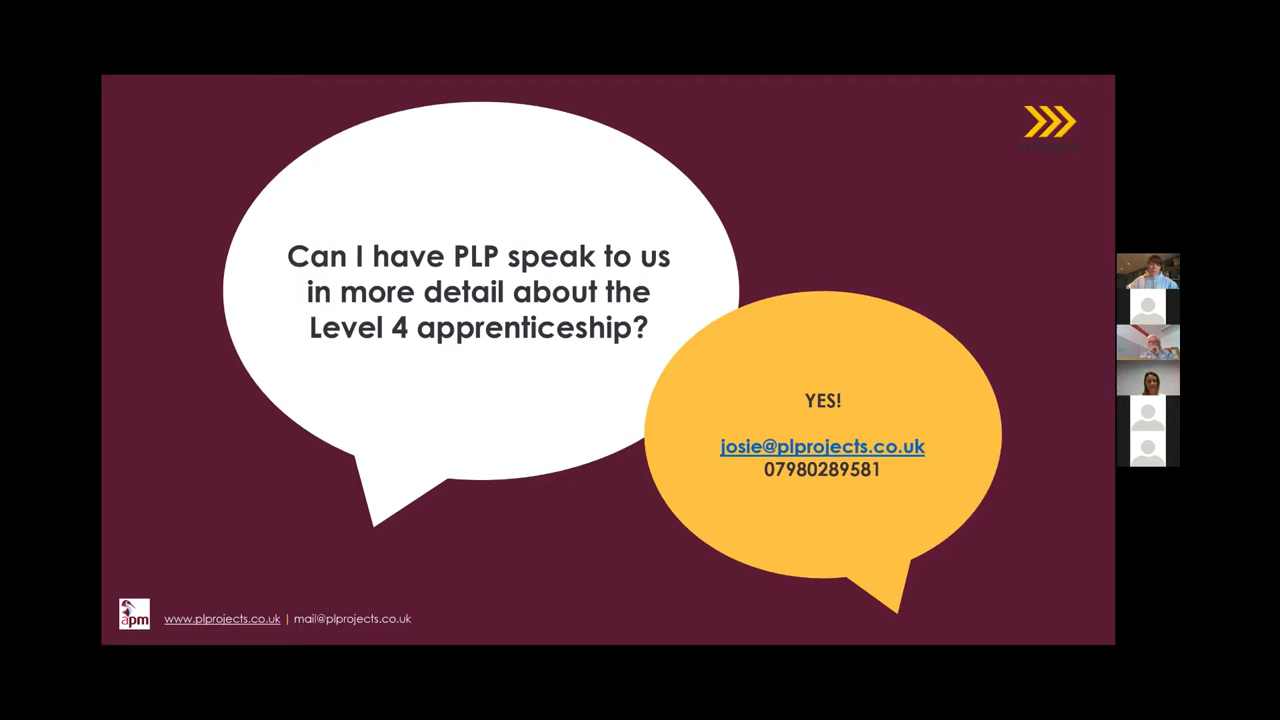 Can I have PLP speak to us
in more detail about the
Level 4 apprenticeship?
YES!
josie@plprojects.co.uk
07980289581
apm
www.plprojects.co.uk | mail@plprojects.co.uk